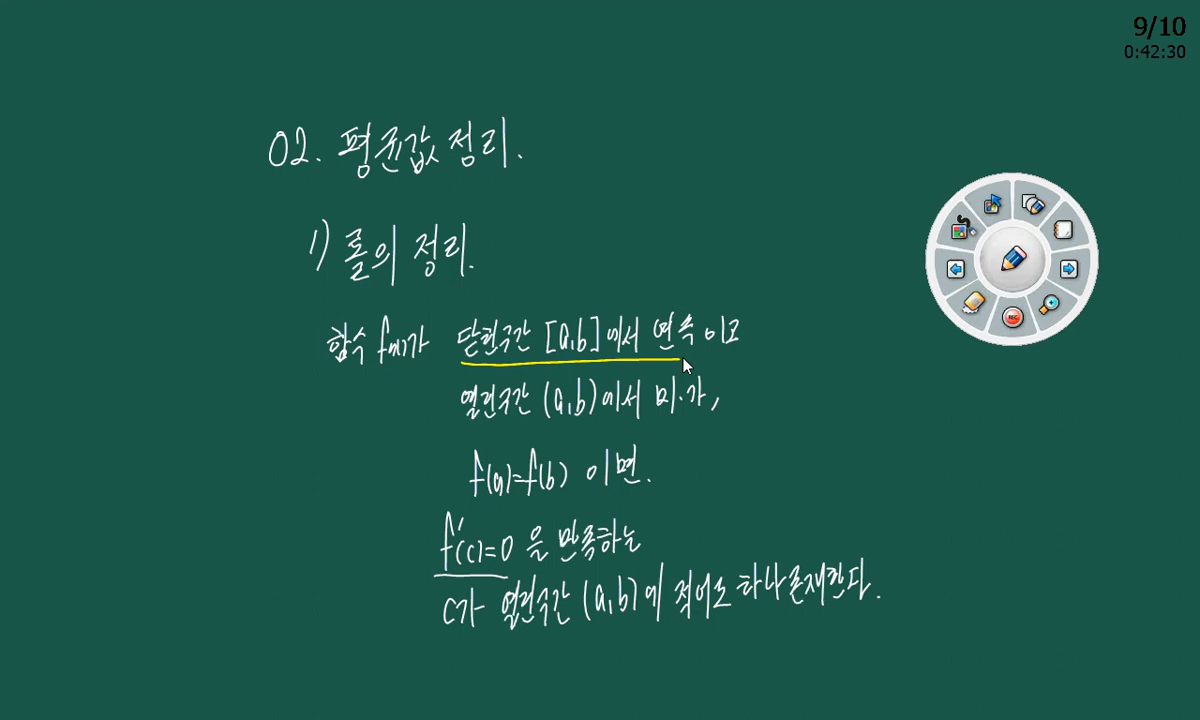 9/10
0:42:30
02. 평균값 정리.
1) 롤의 정리.
함수 f(x)가 닫힌구간 [a,b]에서 연속이고
열린구간 (a,b)에서 미.가,
f(a)=f(b) 이면.
f'(c)=0 을 만족하는
c가 열린구간 (a,b)에 적어도 하나 존재한다.
REC